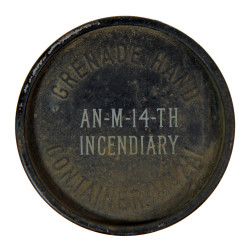 GRENADE HAND
AN-M-14-TH
INCENDIARY
CONTAINER